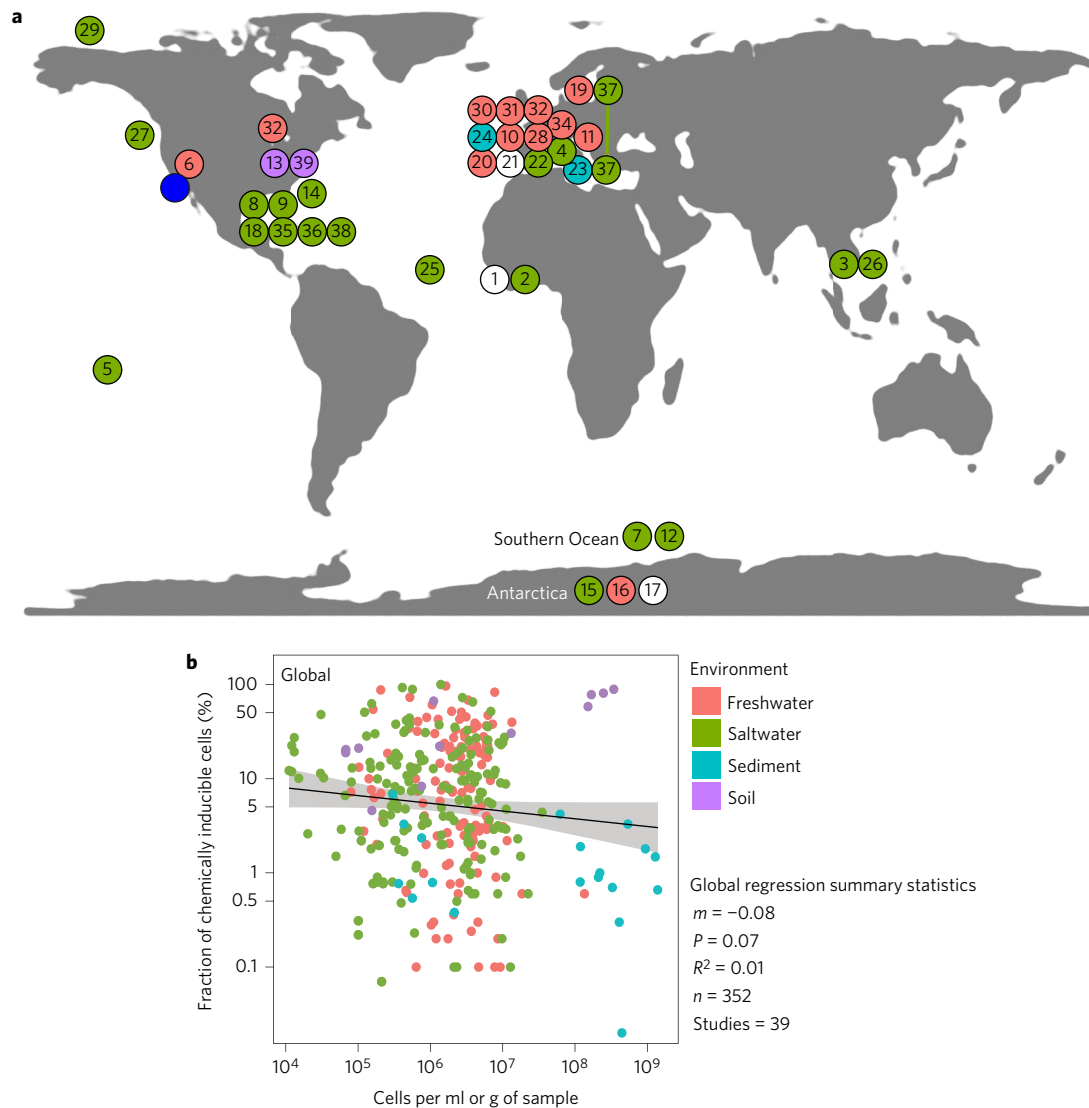 a
29
19 37
30 31 32
27 32 34
24 10 28 11
6 13 39 20 21 22 4 23 37
14
8 9
18 35 36 38
25 3 26
1 2
5
Southern Ocean 7 12
Antarctica 15 16 17
b
Global
Fraction of chemically inducible cells (%)
100
50
10
5
1
0.5
0.1
10⁴ 10⁵ 10⁶ 10⁷ 10⁸ 10⁹
Cells per ml or g of sample
Environment
Freshwater
Saltwater
Sediment
Soil
Global regression summary statistics
m = −0.08
P = 0.07
R² = 0.01
n = 352
Studies = 39